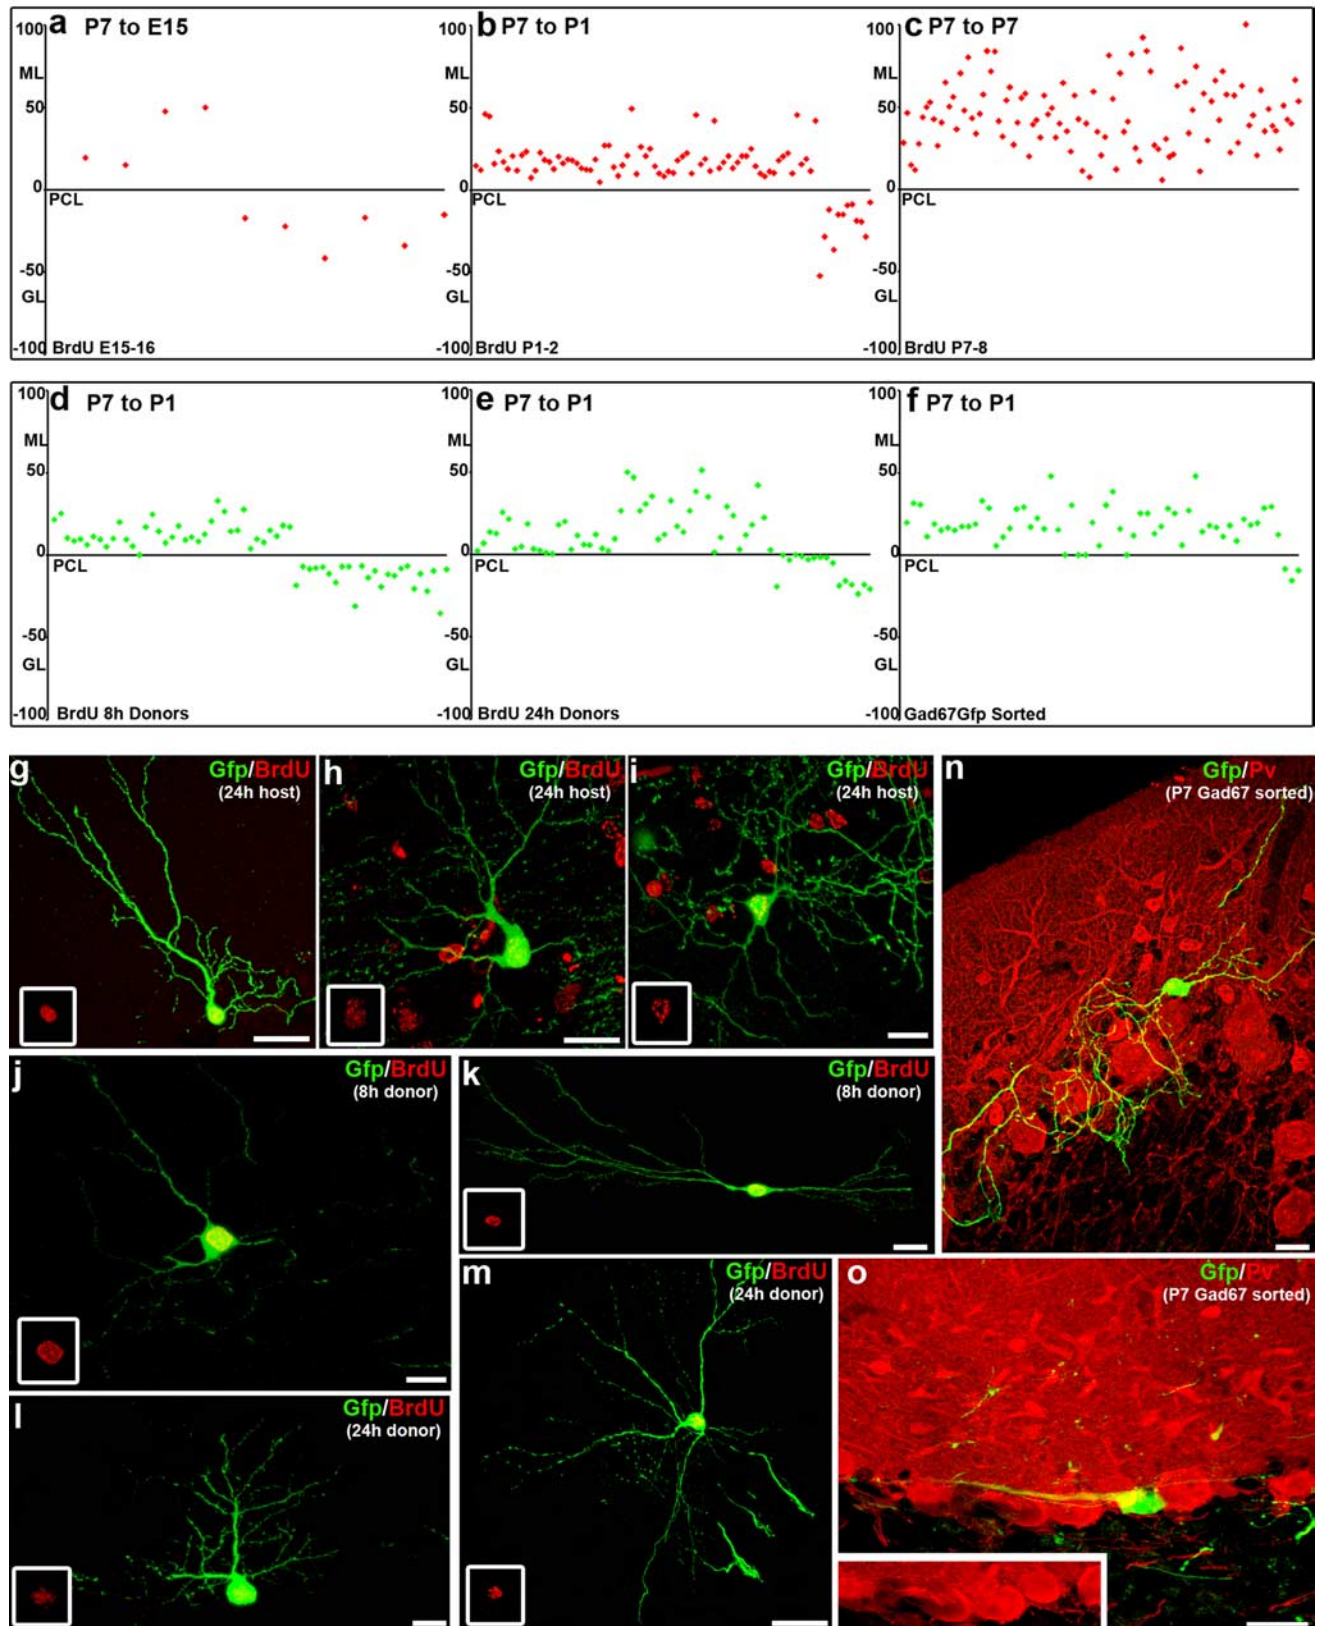 a P7 to E15
100
ML
50
0
PCL
-50
GL
-100 BrdU E15-16
b P7 to P1
100
ML
50
0
PCL
-50
GL
-100 BrdU P1-2
c P7 to P7
100
ML
50
0
PCL
-50
GL
-100 BrdU P7-8
d P7 to P1
100
ML
50
0
PCL
-50
GL
-100 BrdU 8h Donors
e P7 to P1
100
ML
50
0
PCL
-50
GL
-100 BrdU 24h Donors
f P7 to P1
100
ML
50
0
PCL
-50
GL
-100 Gad67Gfp Sorted
g Gfp/BrdU
(24h host)
h Gfp/BrdU
(24h host)
i Gfp/BrdU
(24h host)
n Gfp/Pv
(P7 Gad67 sorted)
j Gfp/BrdU
(8h donor)
k Gfp/BrdU
(8h donor)
l Gfp/BrdU
(24h donor)
m Gfp/BrdU
(24h donor)
o Gfp/Pv
(P7 Gad67 sorted)